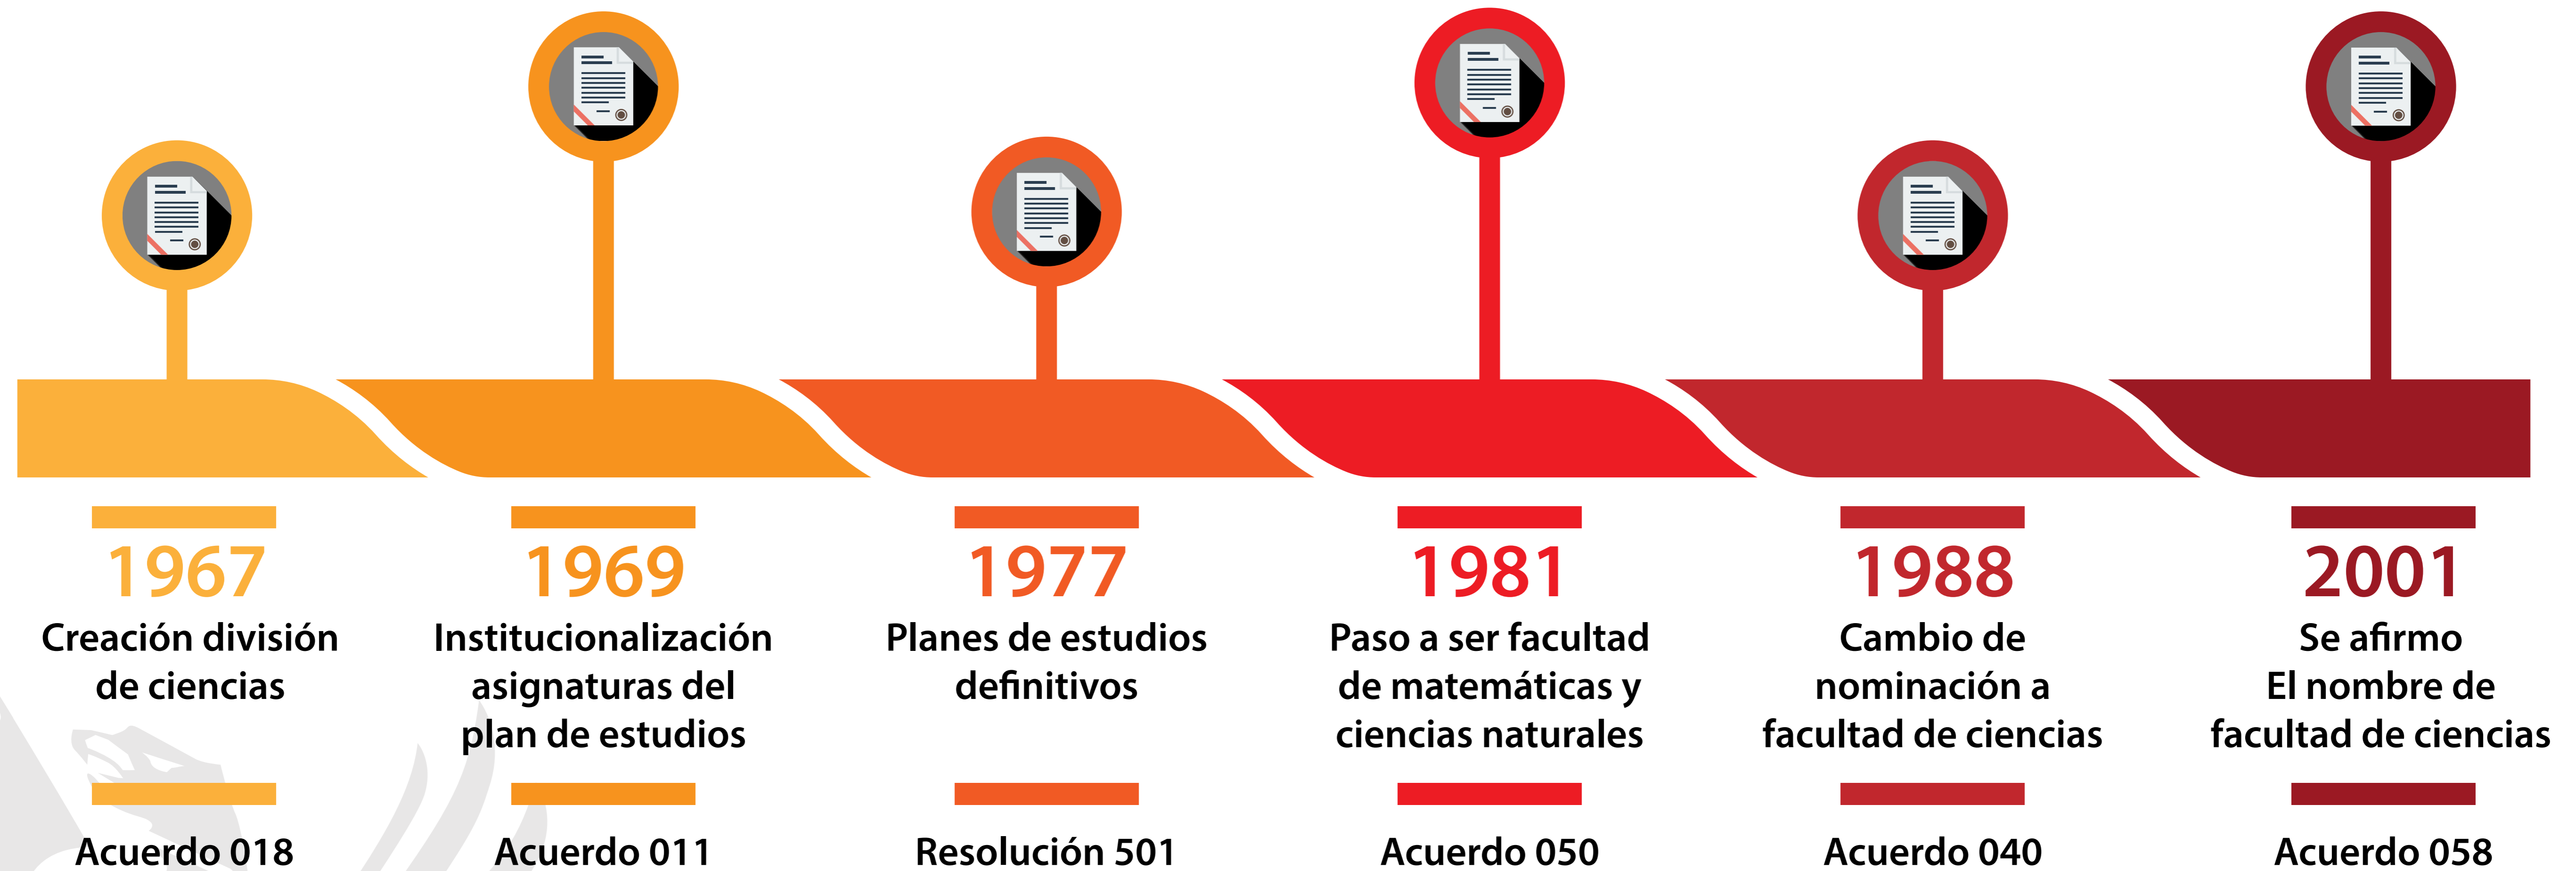 1967
Creación división
de ciencias
Acuerdo 018
1969
Institucionalización
asignaturas del
plan de estudios
Acuerdo 011
1977
Planes de estudios
definitivos
Resolución 501
1981
Paso a ser facultad
de matemáticas y
ciencias naturales
Acuerdo 050
1988
Cambio de
nominación a
facultad de ciencias
Acuerdo 040
2001
Se afirmo
El nombre de
facultad de ciencias
Acuerdo 058